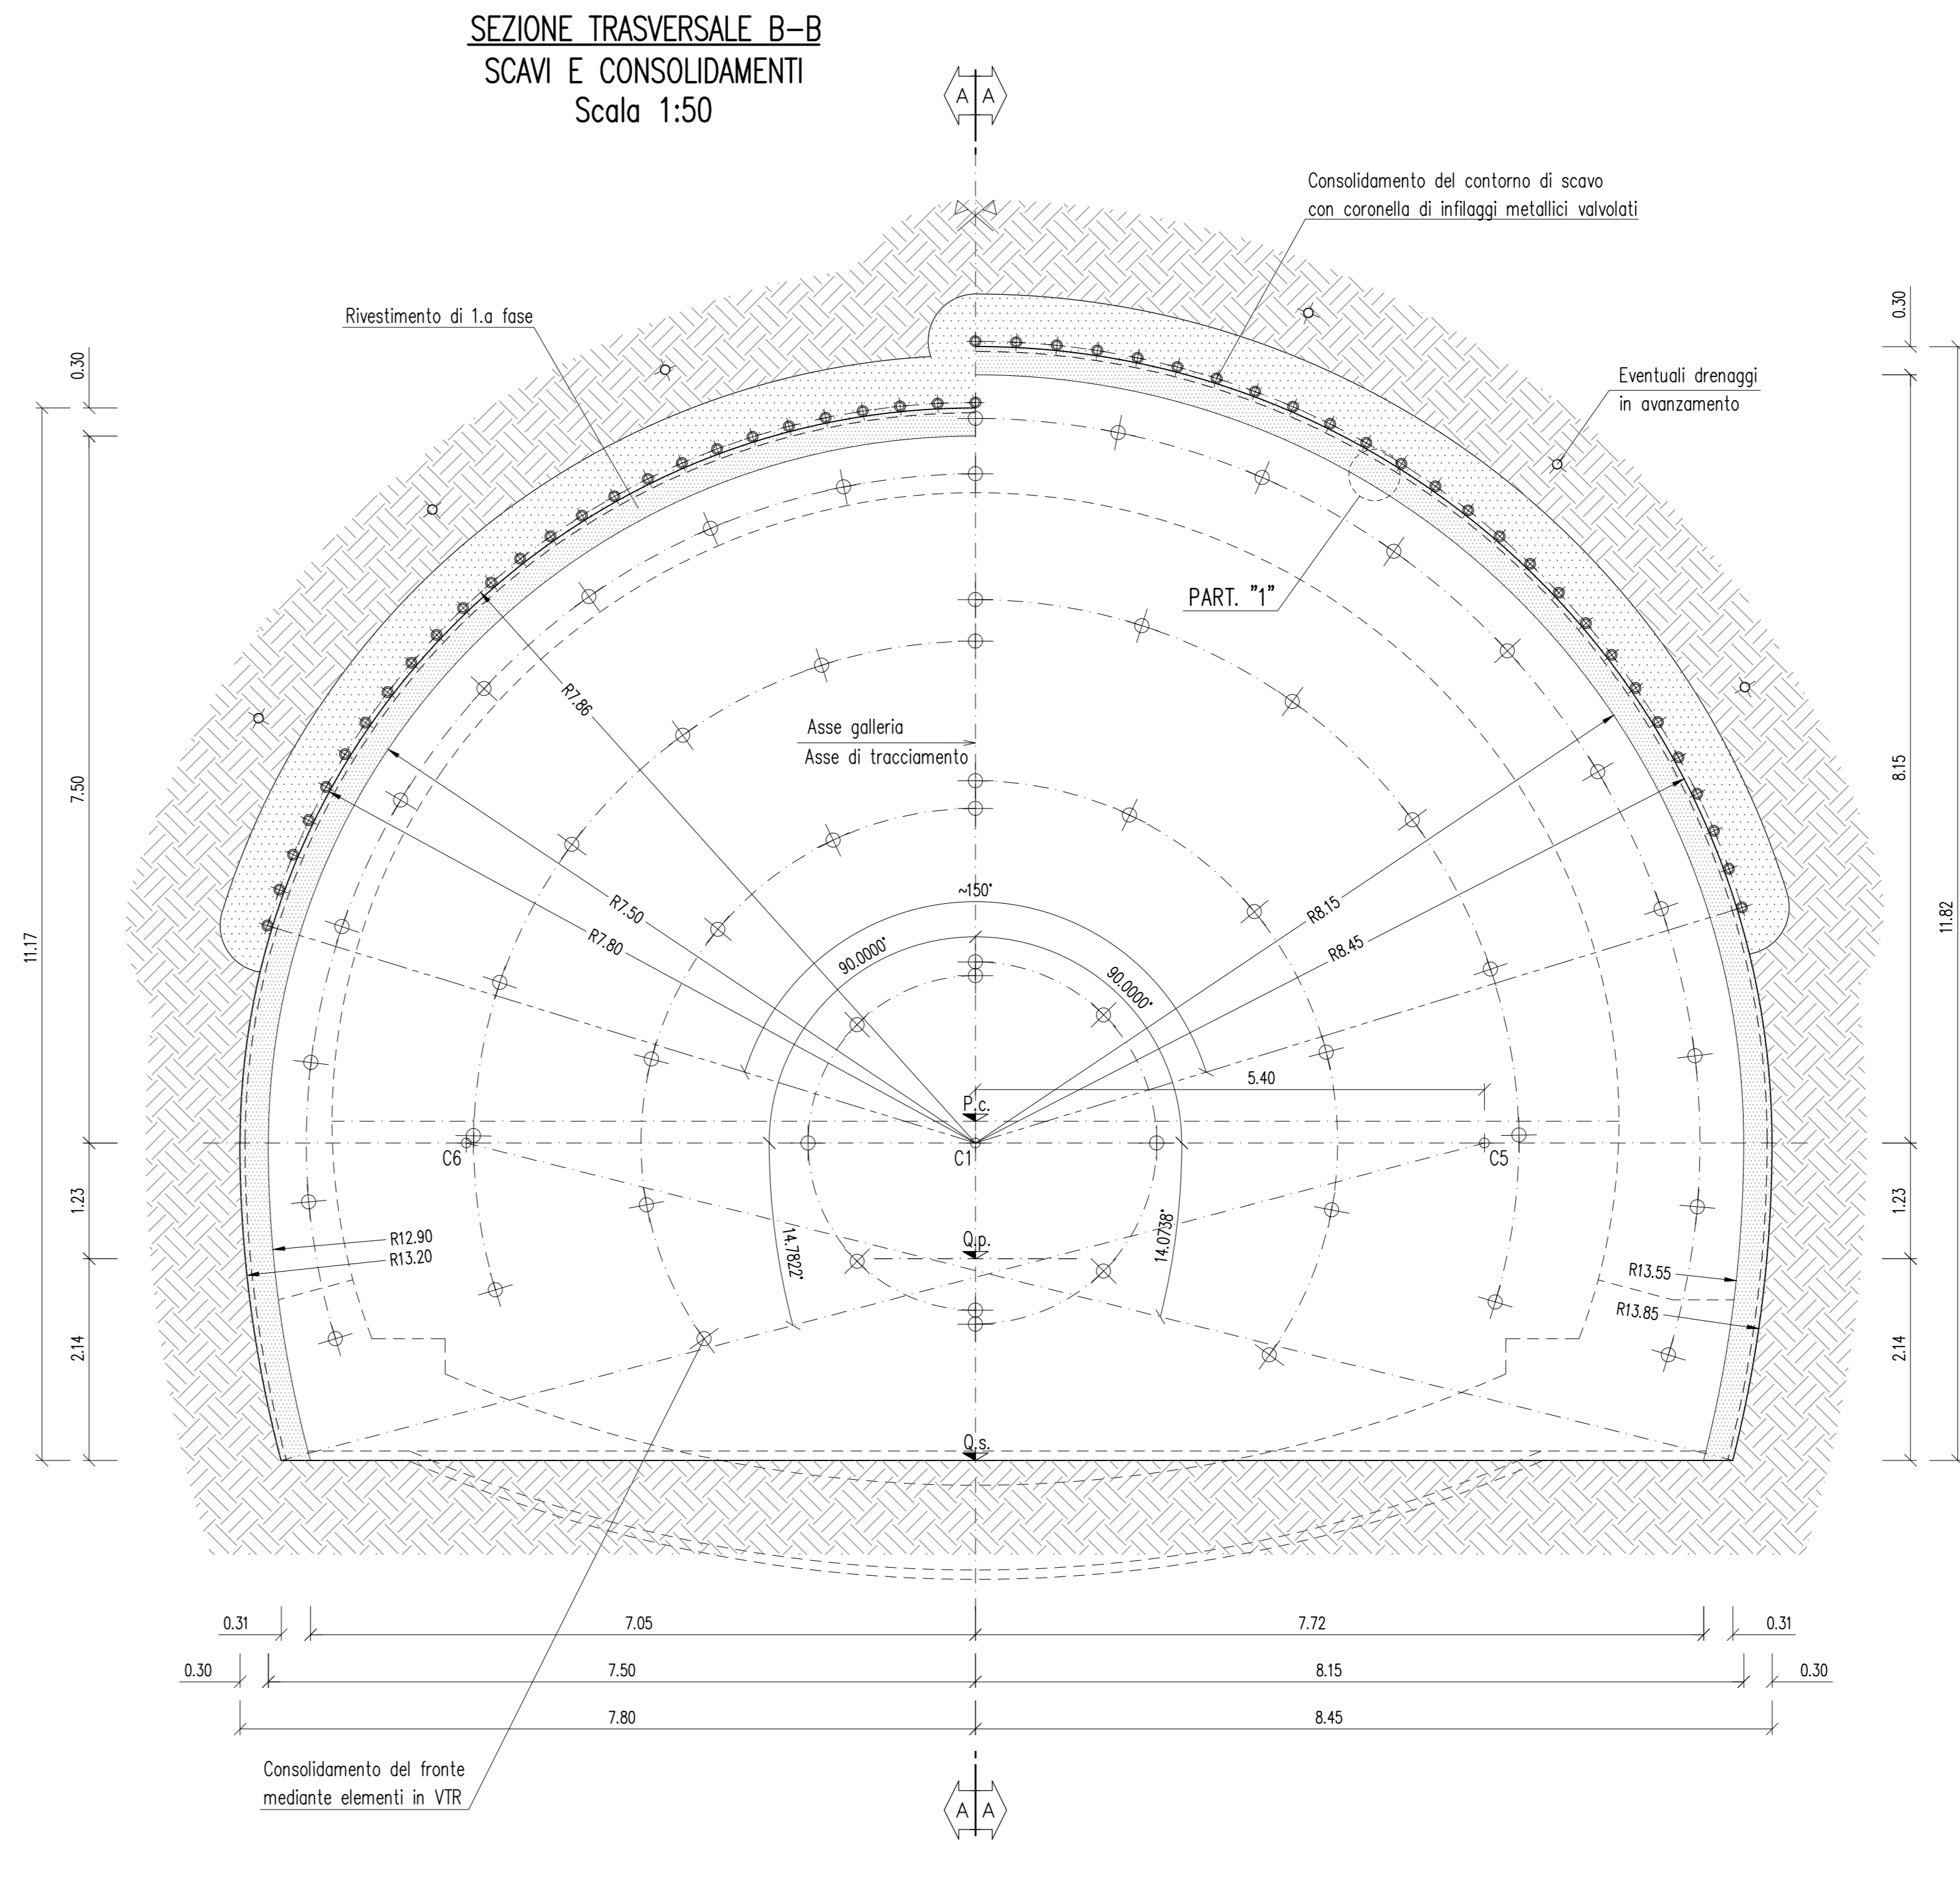 SEZIONE TRASVERSALE B-B
SCAVI E CONSOLIDAMENTI
Scala 1:50
A A
Consolidamento del contorno di scavo
con coronella di infilaggi metallici valvolati
Rivestimento di 1.a fase
Eventuali drenaggi
in avanzamento
0.30
0.30
PART. "1"
R7.86
Asse galleria
Asse di tracciamento
7.50
8.15
~150°
R7.50
R8.15
R7.80
R8.45
90.0000°
90.0000°
11.17
11.82
5.40
P.c.
C6
C1
C5
1.23
1.23
R12.90
R13.20
Q.p.
14.7822°
14.0738°
R13.55
R13.85
2.14
2.14
Q.s.
0.31
7.05
7.72
0.31
0.30
7.50
8.15
0.30
7.80
8.45
Consolidamento del fronte
mediante elementi in VTR
A A